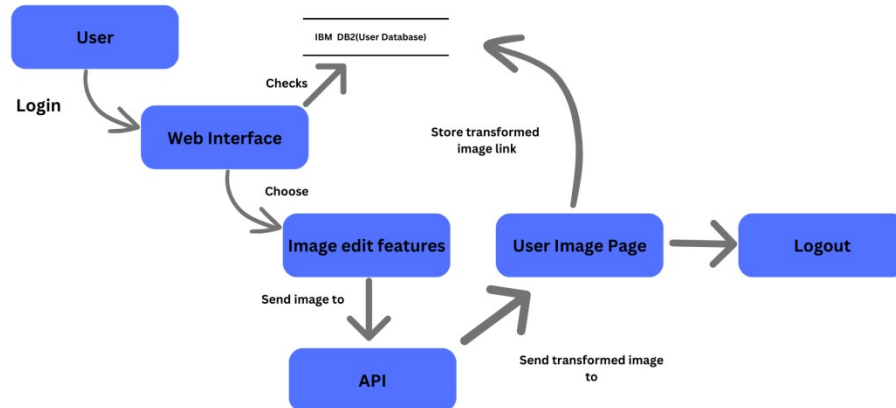 User
IBM DB2(User Database)
Checks
Login
Web Interface
Store transformed
image link
Choose
Image edit features
User Image Page
Logout
Send image to
Send transformed image
to
API